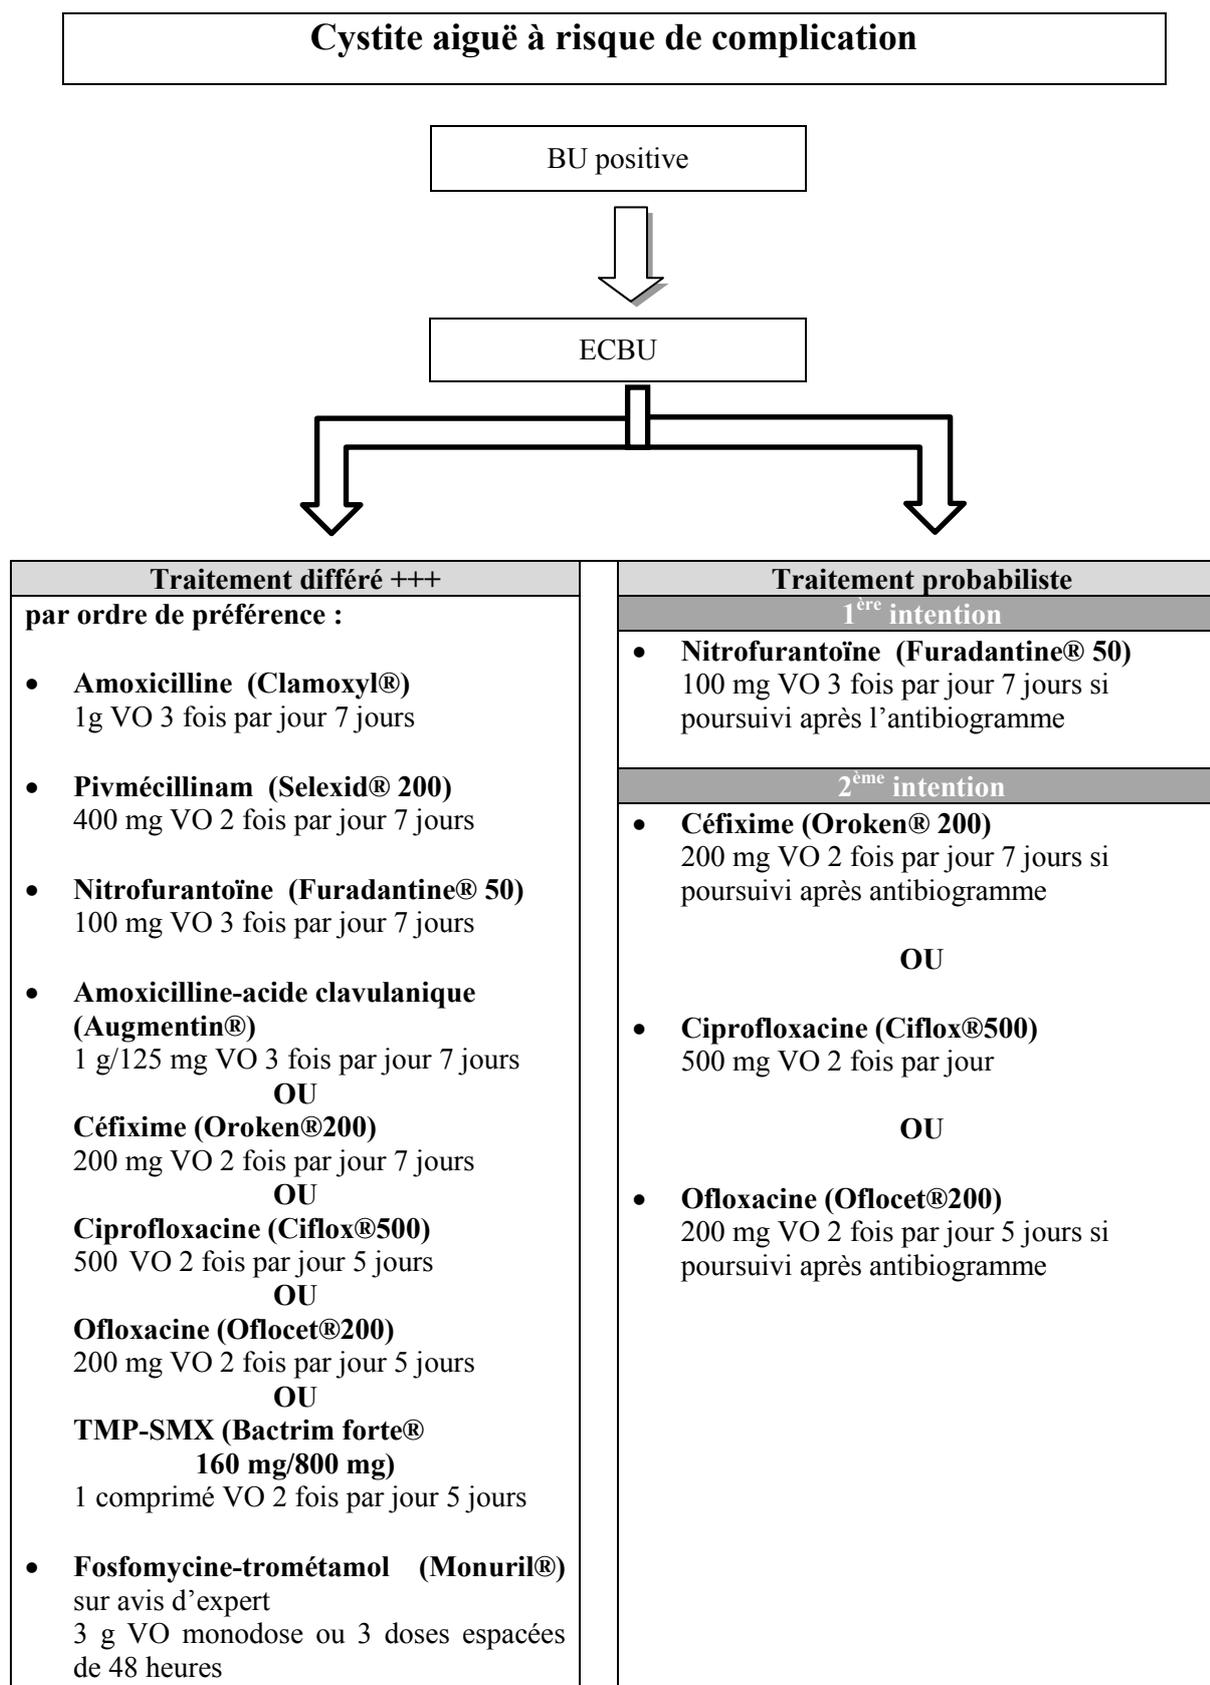 Cystite aiguë à risque de complication
BU positive
ECBU
Traitement différé +++
par ordre de préférence :
• Amoxicilline (Clamoxyl®)
1g VO 3 fois par jour 7 jours
• Pivmécillinam (Selexid® 200)
400 mg VO 2 fois par jour 7 jours
• Nitrofurantoïne (Furadantine® 50)
100 mg VO 3 fois par jour 7 jours
• Amoxicilline-acide clavulanique
(Augmentin®)
1 g/125 mg VO 3 fois par jour 7 jours
OU
Céfixime (Oroken®200)
200 mg VO 2 fois par jour 7 jours
OU
Ciprofloxacine (Ciflox®500)
500 VO 2 fois par jour 5 jours
OU
Ofloxacine (Oflocet®200)
200 mg VO 2 fois par jour 5 jours
OU
TMP-SMX (Bactrim forte®
160 mg/800 mg)
1 comprimé VO 2 fois par jour 5 jours
• Fosfomycine-trométamol (Monuril®)
sur avis d’expert
3 g VO monodose ou 3 doses espacées
de 48 heures
Traitement probabiliste
1ère intention
• Nitrofurantoïne (Furadantine® 50)
100 mg VO 3 fois par jour 7 jours si
poursuivi après l’antibiogramme
2ème intention
• Céfixime (Oroken® 200)
200 mg VO 2 fois par jour 7 jours si
poursuivi après antibiogramme
OU
• Ciprofloxacine (Ciflox®500)
500 mg VO 2 fois par jour
OU
• Ofloxacine (Oflocet®200)
200 mg VO 2 fois par jour 5 jours si
poursuivi après antibiogramme